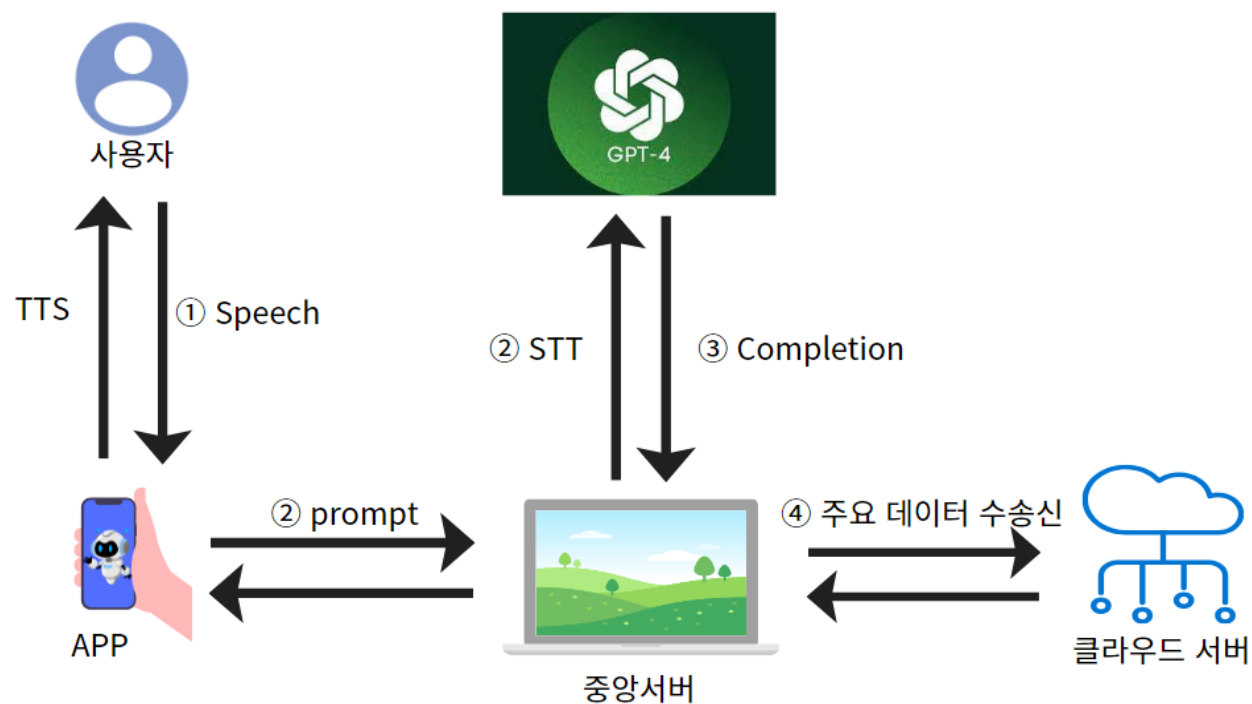 사용자
GPT-4
TTS
① Speech
② STT
③ Completion
② prompt
④ 주요 데이터 수송신
APP
중앙서버
클라우드 서버